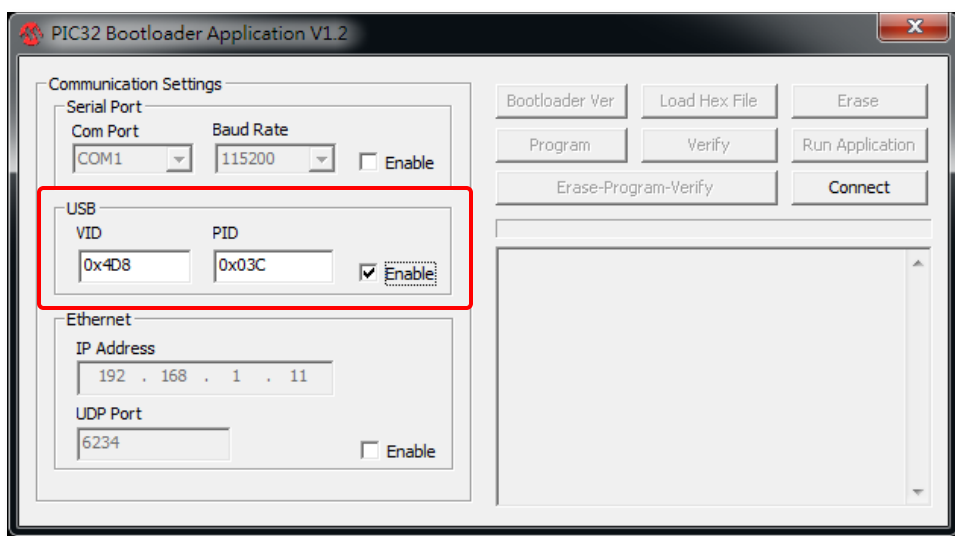 PIC32 Bootloader Application V1.2
Communication Settings
Serial Port
Com Port Baud Rate
COM1 115200 Enable
USB
VID PID
0x4D8 0x03C Enable
Ethernet
IP Address
192 . 168 . 1 . 11
UDP Port
6234 Enable
Bootloader Ver Load Hex File Erase
Program Verify Run Application
Erase-Program-Verify Connect